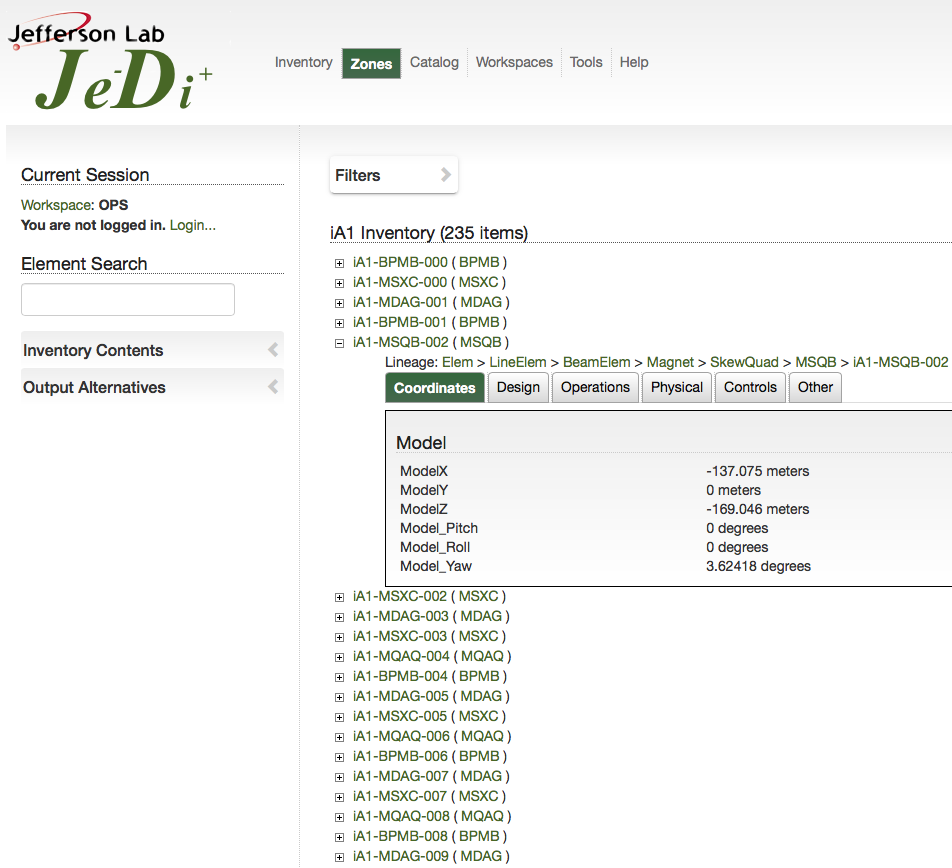 Jefferson Lab
Je-Di+
Inventory Zones Catalog Workspaces Tools Help
Current Session
Workspace: OPS
You are not logged in. Login...
Element Search
Inventory Contents
Output Alternatives
Filters
iA1 Inventory (235 items)
iA1-BPMB-000 ( BPMB )
iA1-MSXC-000 ( MSXC )
iA1-MDAG-001 ( MDAG )
iA1-BPMB-001 ( BPMB )
iA1-MSQB-002 ( MSQB )
Lineage: Elem > LineElem > BeamElem > Magnet > SkewQuad > MSQB > iA1-MSQB-002
Coordinates Design Operations Physical Controls Other
Model
ModelX -137.075 meters
ModelY 0 meters
ModelZ -169.046 meters
Model_Pitch 0 degrees
Model_Roll 0 degrees
Model_Yaw 3.62418 degrees
iA1-MSXC-002 ( MSXC )
iA1-MDAG-003 ( MDAG )
iA1-MSXC-003 ( MSXC )
iA1-MQAQ-004 ( MQAQ )
iA1-BPMB-004 ( BPMB )
iA1-MDAG-005 ( MDAG )
iA1-MSXC-005 ( MSXC )
iA1-MQAQ-006 ( MQAQ )
iA1-BPMB-006 ( BPMB )
iA1-MDAG-007 ( MDAG )
iA1-MSXC-007 ( MSXC )
iA1-MQAQ-008 ( MQAQ )
iA1-BPMB-008 ( BPMB )
iA1-MDAG-009 ( MDAG )